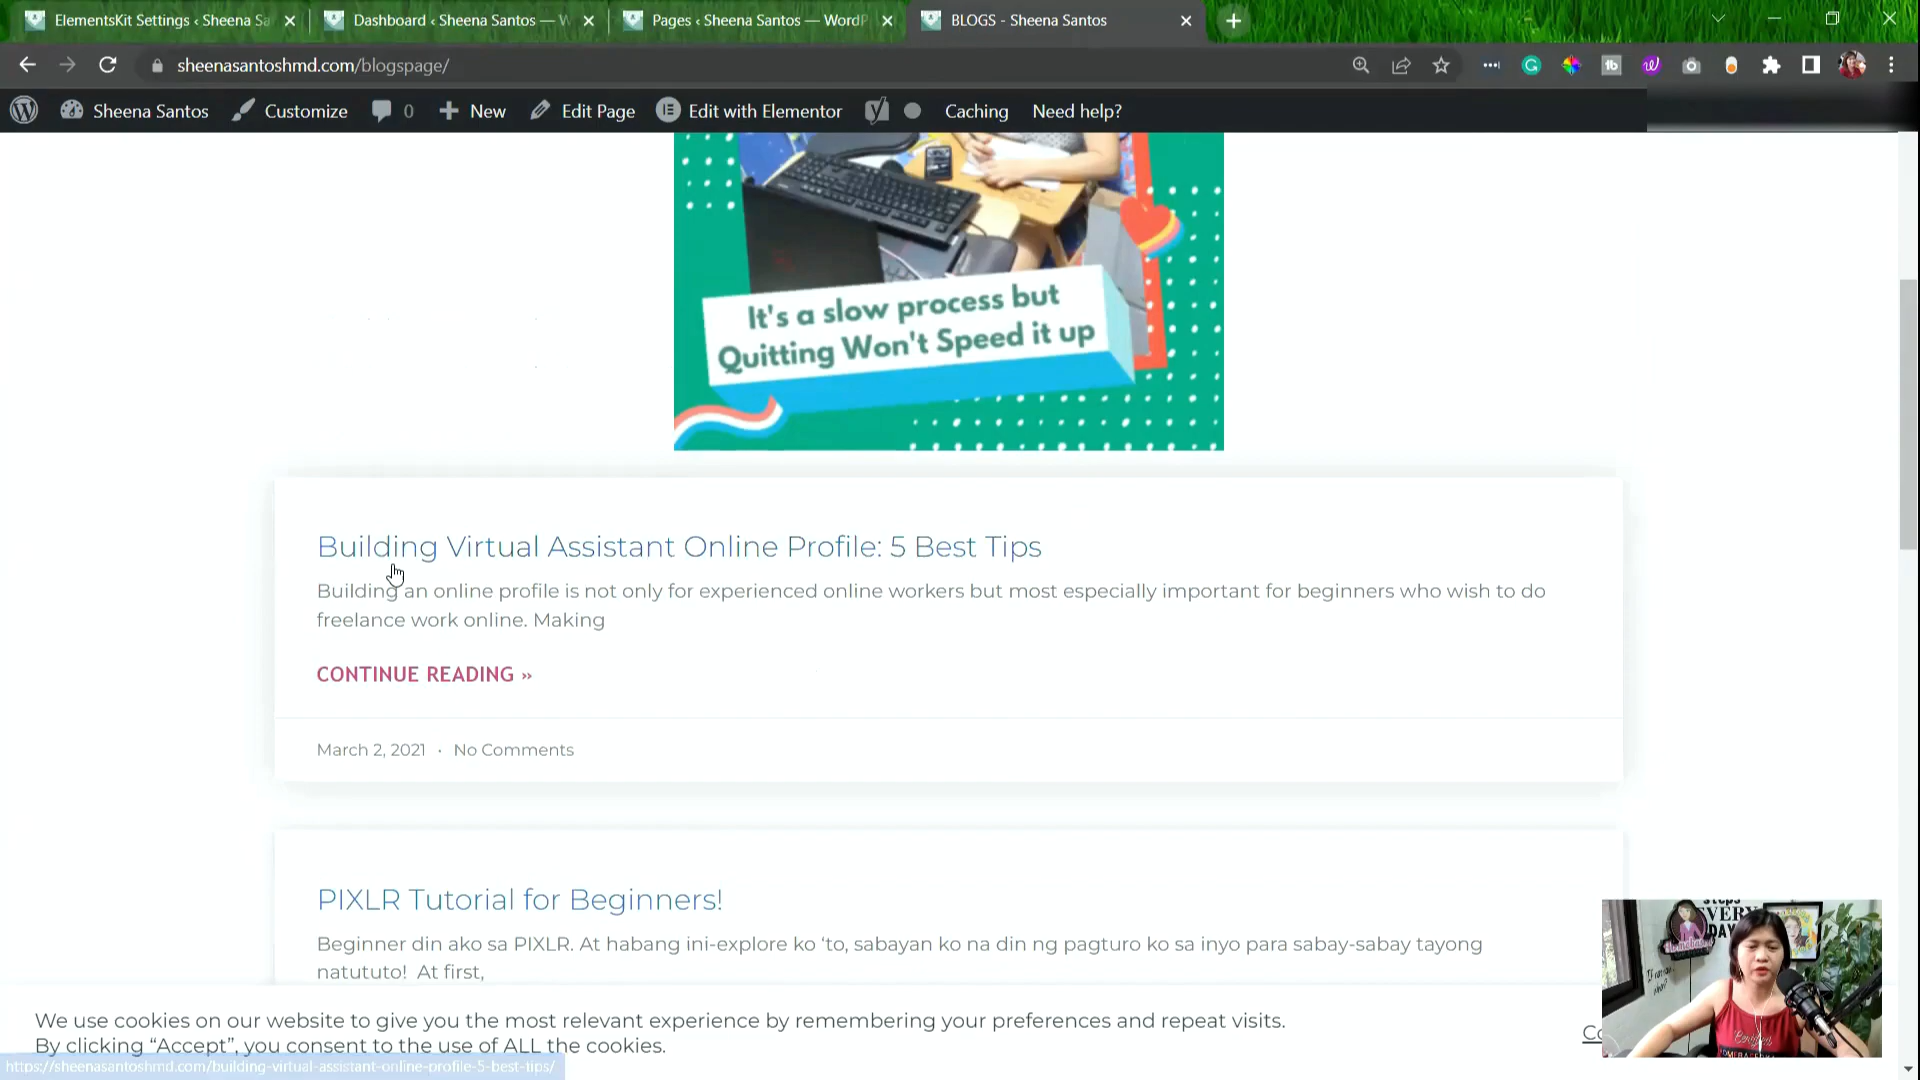 ElementsKit Settings ‹ Sheena Sa
Dashboard ‹ Sheena Santos — W
Pages ‹ Sheena Santos — WordP
BLOGS - Sheena Santos
sheenasantoshmd.com/blogspage/
Sheena Santos
Customize
0
New
Edit Page
Edit with Elementor
Caching
Need help?
It's a slow process but
Quitting Won't Speed it up
Building Virtual Assistant Online Profile: 5 Best Tips
Building an online profile is not only for experienced online workers but most especially important for beginners who wish to do
freelance work online. Making
CONTINUE READING »
March 2, 2021 • No Comments
PIXLR Tutorial for Beginners!
Beginner din ako sa PIXLR. At habang ini-explore ko ‘to, sabayan ko na din ng pagturo ko sa inyo para sabay-sabay tayong
natututo! At first,
We use cookies on our website to give you the most relevant experience by remembering your preferences and repeat visits.
By clicking “Accept”, you consent to the use of ALL the cookies.
Co
https://sheenasantoshmd.com/building-virtual-assistant-online-profile-5-best-tips/